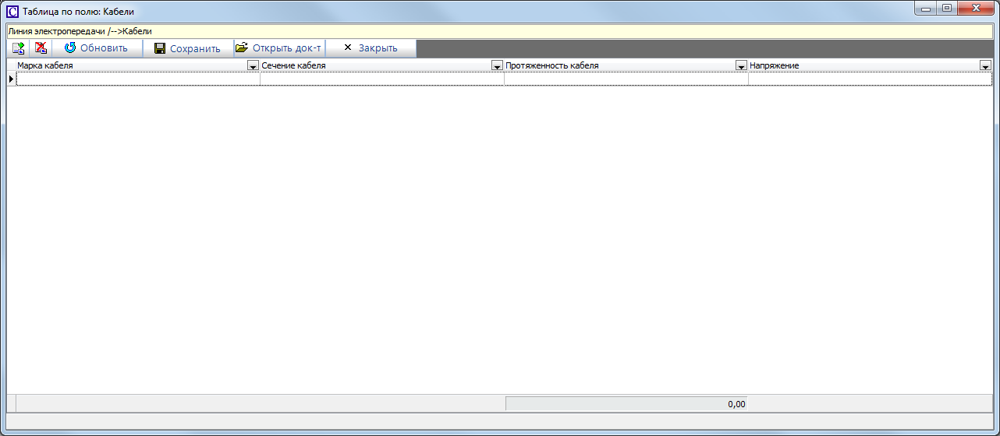 C Таблица по полю: Кабели
Линия электропередачи /-->Кабели
Обновить Сохранить Открыть док-т Закрыть
Марка кабеля Сечение кабеля Протяженность кабеля Напряжение
0,00